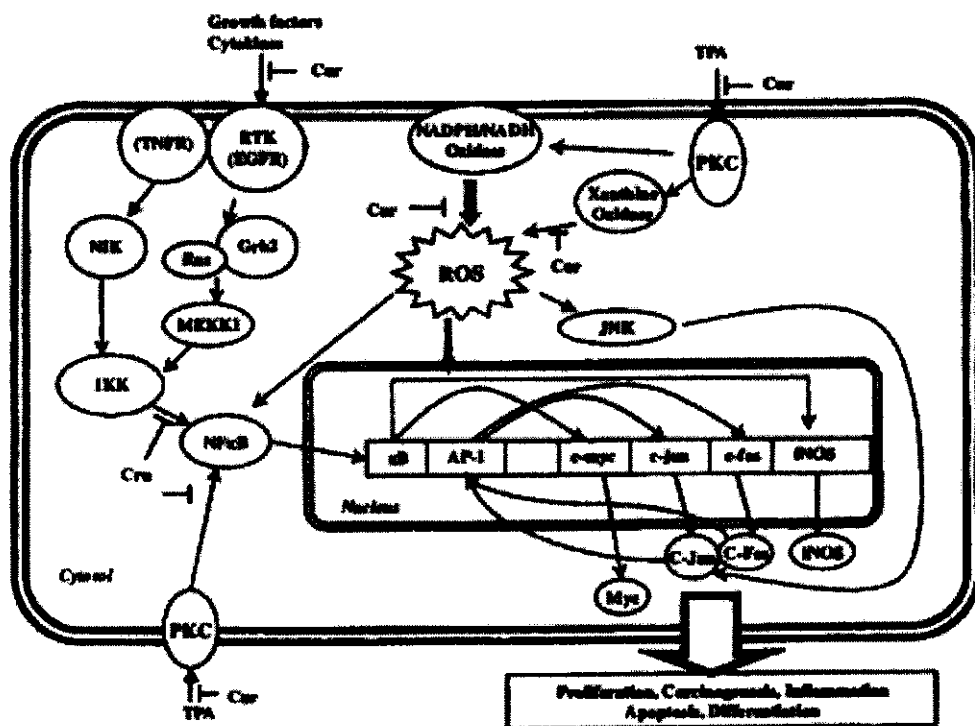 Growth factors
Cytokines
Cur
TPA
Cur
(TNFR)
RTK
(EGFR)
NADPH/NADH
Oxidase
PKC
Xanthine
Oxidase
Cur
Cur
NIK
Ras
Grb2
ROS
MEKK1
JNK
IKK
NFκB
κB
AP-1
c-myc
c-jun
c-fos
iNOS
Cru
Nucleus
Cytosol
C-Jun
C-Fos
iNOS
Myc
PKC
TPA
Cur
Proliferation, Carcinogenesis, Inflammation
Apoptosis, Differentiation